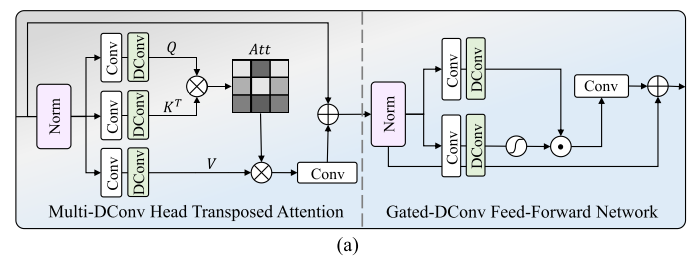 Norm
Conv
DConv
Q
Conv
DConv
K^T
Conv
DConv
V
Att
Conv
Multi-DConv Head Transposed Attention
Norm
Conv
DConv
Conv
DConv
Conv
Gated-DConv Feed-Forward Network
(a)